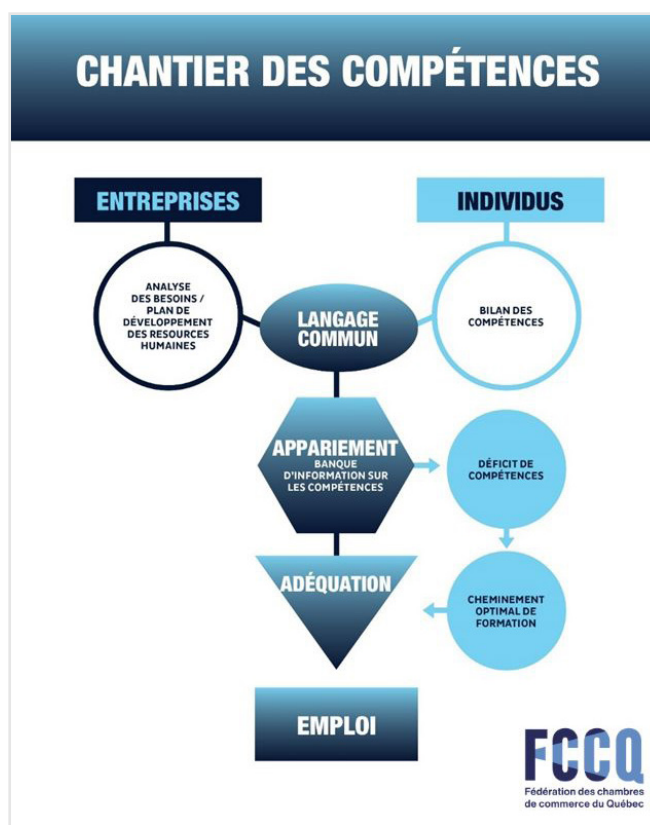 CHANTIER DES COMPÉTENCES
ENTREPRISES
INDIVIDUS
ANALYSE
DES BESOINS /
PLAN DE
DÉVELOPPEMENT
DES RESOURCES
HUMAINES
LANGAGE
COMMUN
BILAN DES
COMPÉTENCES
APPARIEMENT
BANQUE
D'INFORMATION SUR
LES COMPÉTENCES
DÉFICIT DE
COMPÉTENCES
ADÉQUATION
CHEMINEMENT
OPTIMAL DE
FORMATION
EMPLOI
FCCQ
Fédération des chambres
de commerce du Québec